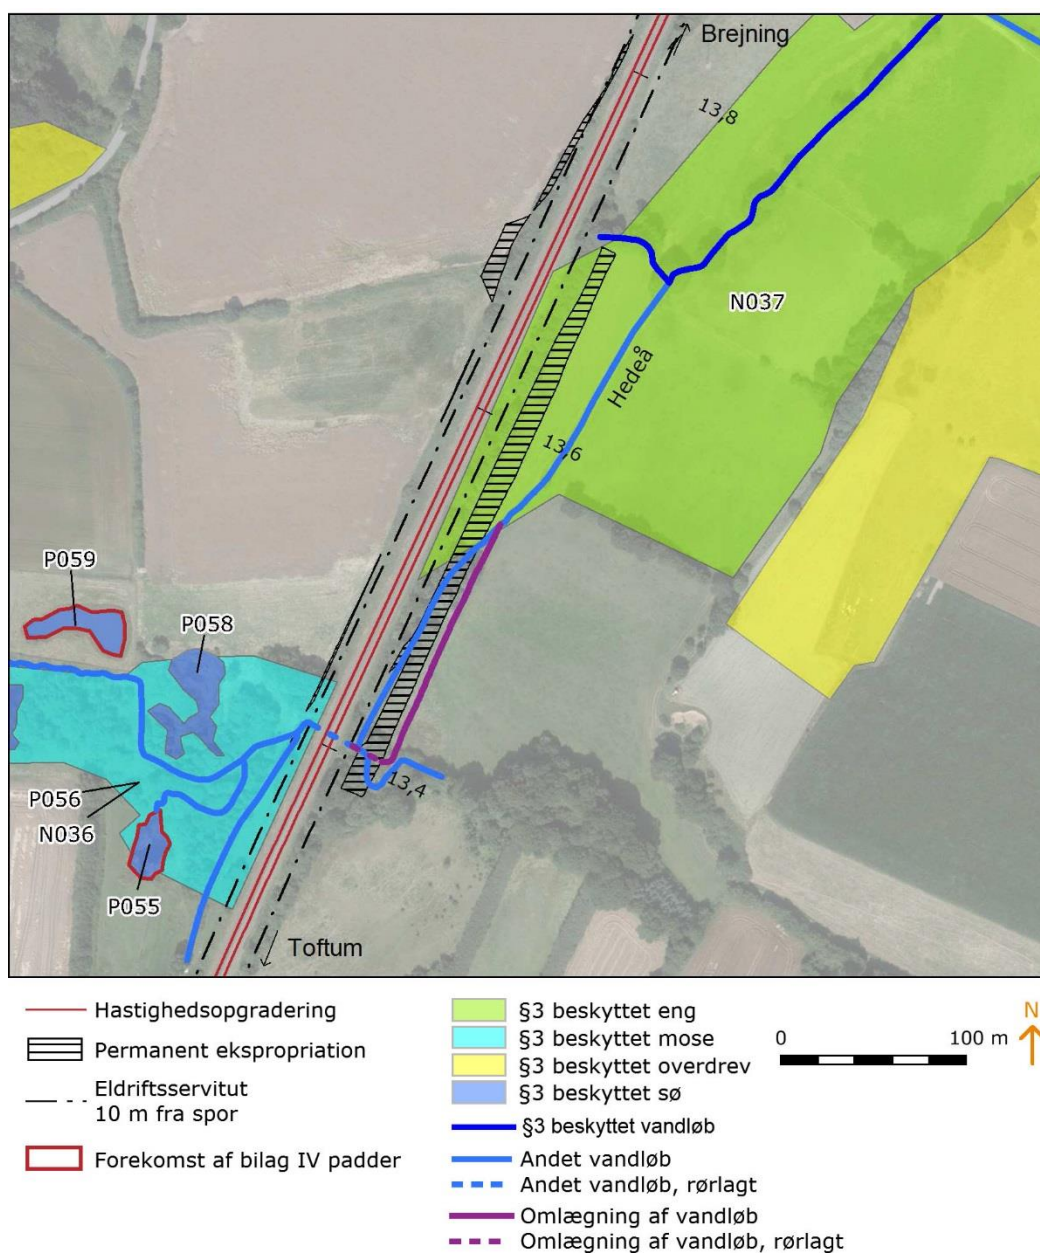 Brejning
13,8
N037
Hedeå
13,6
P059
P058
13,4
P056
N036
P055
Toftum
Hastighedsopgradering
Permanent ekspropriation
Eldriftsservitut
10 m fra spor
Forekomst af bilag IV padder
§3 beskyttet eng
§3 beskyttet mose
§3 beskyttet overdrev
§3 beskyttet sø
§3 beskyttet vandløb
Andet vandløb
Andet vandløb, rørlagt
Omlægning af vandløb
Omlægning af vandløb, rørlagt
0 100 m
N